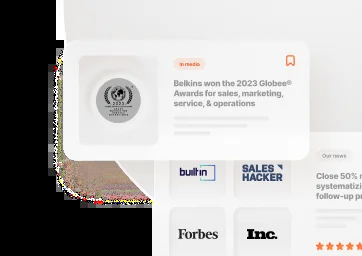 In media
Belkins won the 2023 Globee®
Awards for sales, marketing,
service, & operations
2023
builtin
SALES
HACKER
Our news
Close 50%
systematizi
follow-up p
Forbes
Inc.